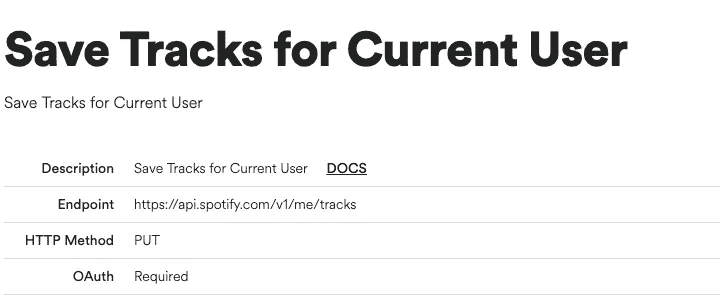 Save Tracks for Current User
Save Tracks for Current User
Description Save Tracks for Current User DOCS
Endpoint https://api.spotify.com/v1/me/tracks
HTTP Method PUT
OAuth Required